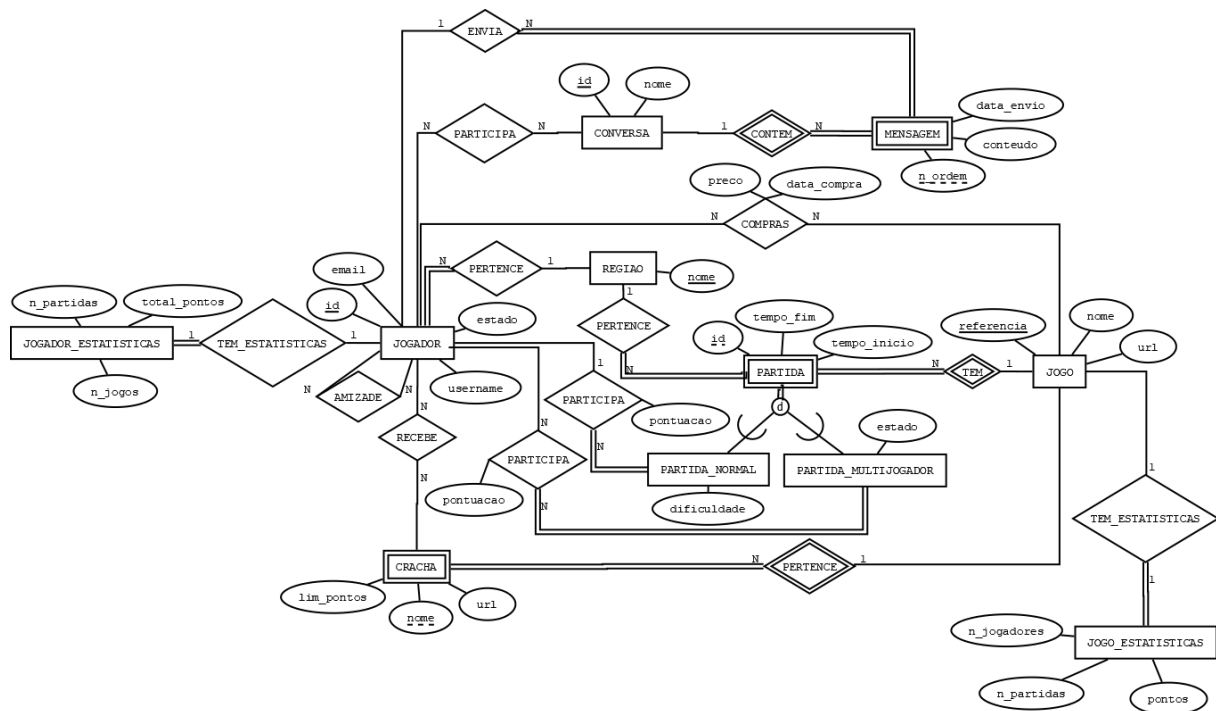 1
ENVIA
N
id
nome
data_envio
N
PARTICIPA
N
CONVERSA
1
CONTEM
N
MENSAGEM
conteudo
n_ordem
preco
data_compra
N
COMPRAS
N
email
N
PERTENCE
1
REGIAO
nome
n_partidas
total_pontos
id
estado
1
tempo_fim
referencia
nome
JOGADOR_ESTATISTICAS
1
TEM_ESTATISTICAS
1
JOGADOR
PERTENCE
id
tempo_inicio
url
n_jogos
username
1
N
PARTIDA
N
TEM
1
JOGO
N
AMIZADE
N
N
PARTICIPA
pontuacao
d
RECEBE
N
N
estado
PARTICIPA
PARTIDA_NORMAL
PARTIDA_MULTIJOGADOR
1
N
pontuacao
N
dificuldade
TEM_ESTATISTICAS
CRACHA
N
PERTENCE
1
1
lim_pontos
nome
url
n_jogadores
JOGO_ESTATISTICAS
n_partidas
pontos